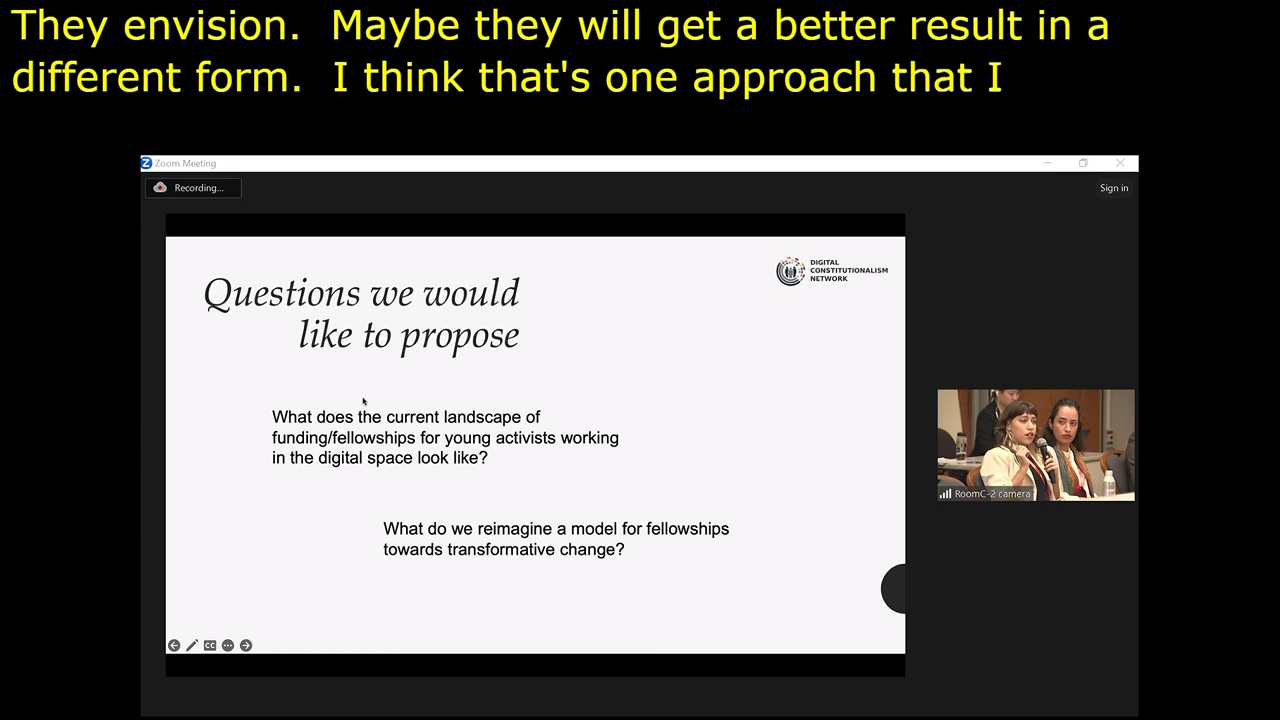 They envision.  Maybe they will get a better result in a
different form.  I think that's one approach that I
Zoom Meeting
Recording...
Sign in
DIGITAL
CONSTITUTIONALISM
NETWORK
Questions we would
like to propose
What does the current landscape of
funding/fellowships for young activists working
in the digital space look like?
RoomC-2 camera
What do we reimagine a model for fellowships
towards transformative change?
CC